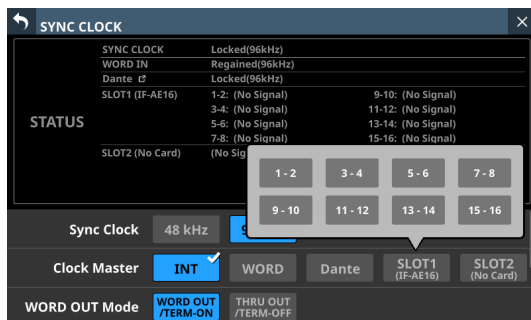 SYNC CLOCK
SYNC CLOCK Locked(96kHz)
WORD IN Regained(96kHz)
Dante Locked(96kHz)
STATUS
SLOT1 (IF-AE16) 1-2: (No Signal) 9-10: (No Signal)
3-4: (No Signal) 11-12: (No Signal)
5-6: (No Signal) 13-14: (No Signal)
7-8: (No Signal) 15-16: (No Signal)
SLOT2 (No Card) (No Sig
1 - 2 3 - 4 5 - 6 7 - 8
9 - 10 11 - 12 13 - 14 15 - 16
Sync Clock 48 kHz
Clock Master INT WORD Dante SLOT1 (IF-AE16) SLOT2 (No Card)
WORD OUT Mode WORD OUT /TERM-ON THRU OUT /TERM-OFF